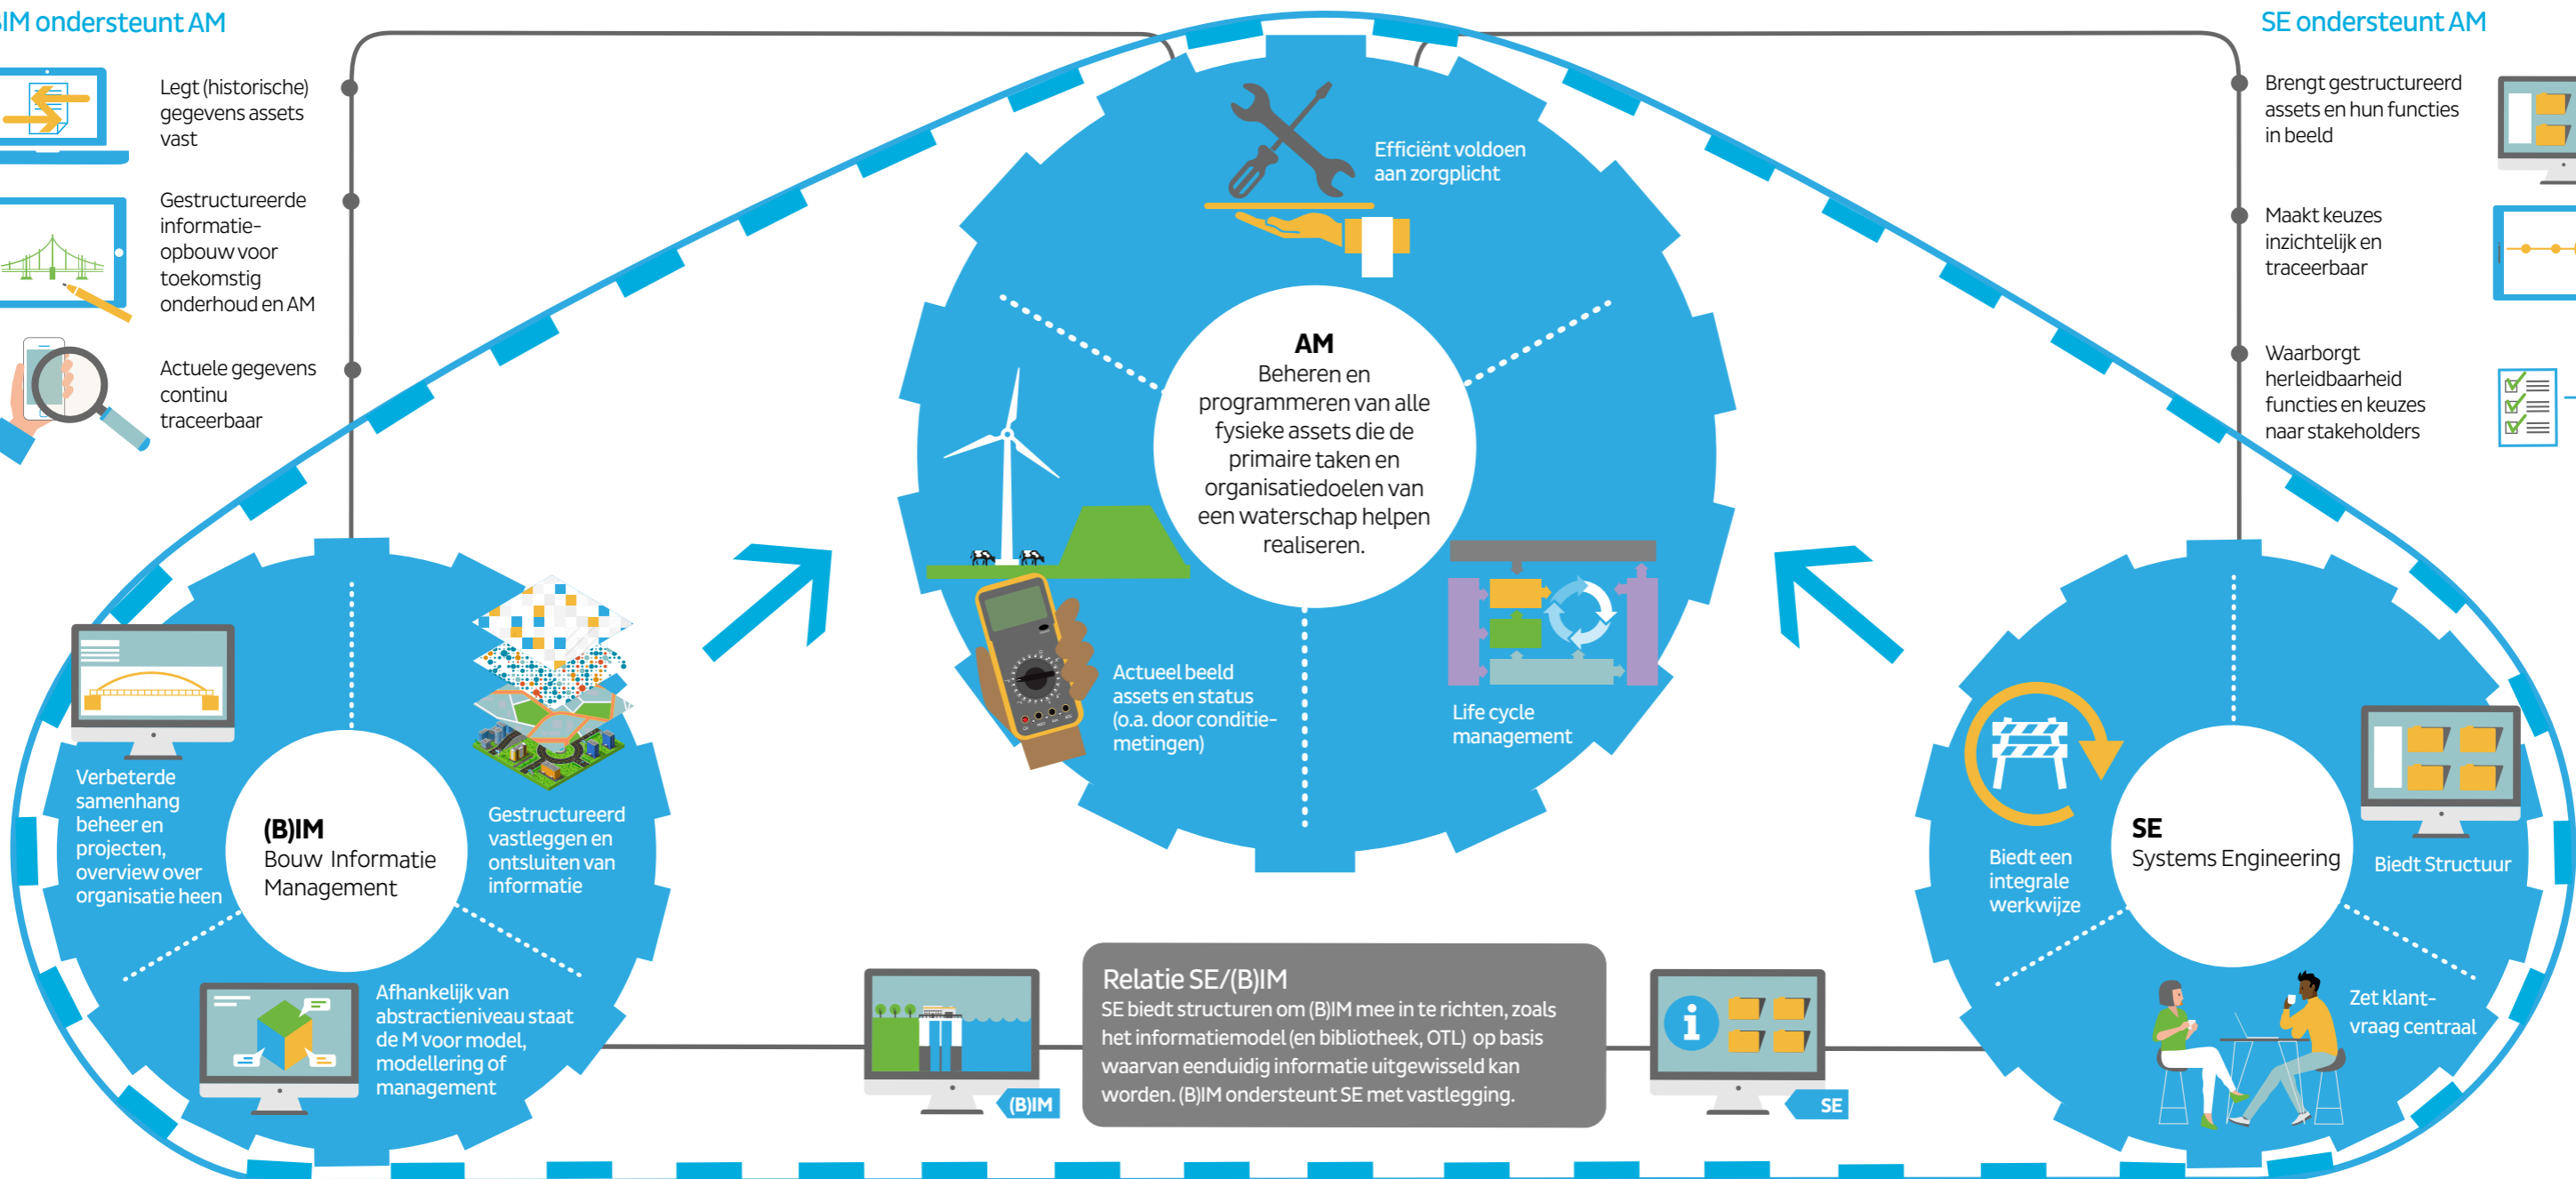 IM ondersteunt AM
Legt (historische)
gegevens assets
vast
Gestructureerde
informatie-
opbouw voor
toekomstig
onderhoud en AM
Actuele gegevens
continu
traceerbaar
SE ondersteunt AM
Brengt gestructureerd
assets en hun functies
in beeld
Maakt keuzes
inzichtelijk en
traceerbaar
Waarborgt
herleidbaarheid
functies en keuzes
naar stakeholders
Efficiënt voldoen
aan zorgplicht
AM
Beheren en
programmeren van alle
fysieke assets die de
primaire taken en
organisatiedoelen van
een waterschap helpen
realiseren.
Actueel beeld
assets en status
(o.a. door conditie-
metingen)
Life cycle
management
Verbeterde
samenhang
beheer en
projecten,
overview over
organisatie heen
(B)IM
Bouw Informatie
Management
Gestructureerd
vastleggen en
ontsluiten van
informatie
Afhankelijk van
abstractieniveau staat
de M voor model,
modellering of
management
(B)IM
Relatie SE/(B)IM
SE biedt structuren om (B)IM mee in te richten, zoals
het informatiemodel (en bibliotheek, OTL) op basis
waarvan eenduidig informatie uitgewisseld kan
worden. (B)IM ondersteunt SE met vastlegging.
i
SE
Biedt een
integrale
werkwijze
SE
Systems Engineering
Biedt Structuur
Zet klant-
vraag centraal